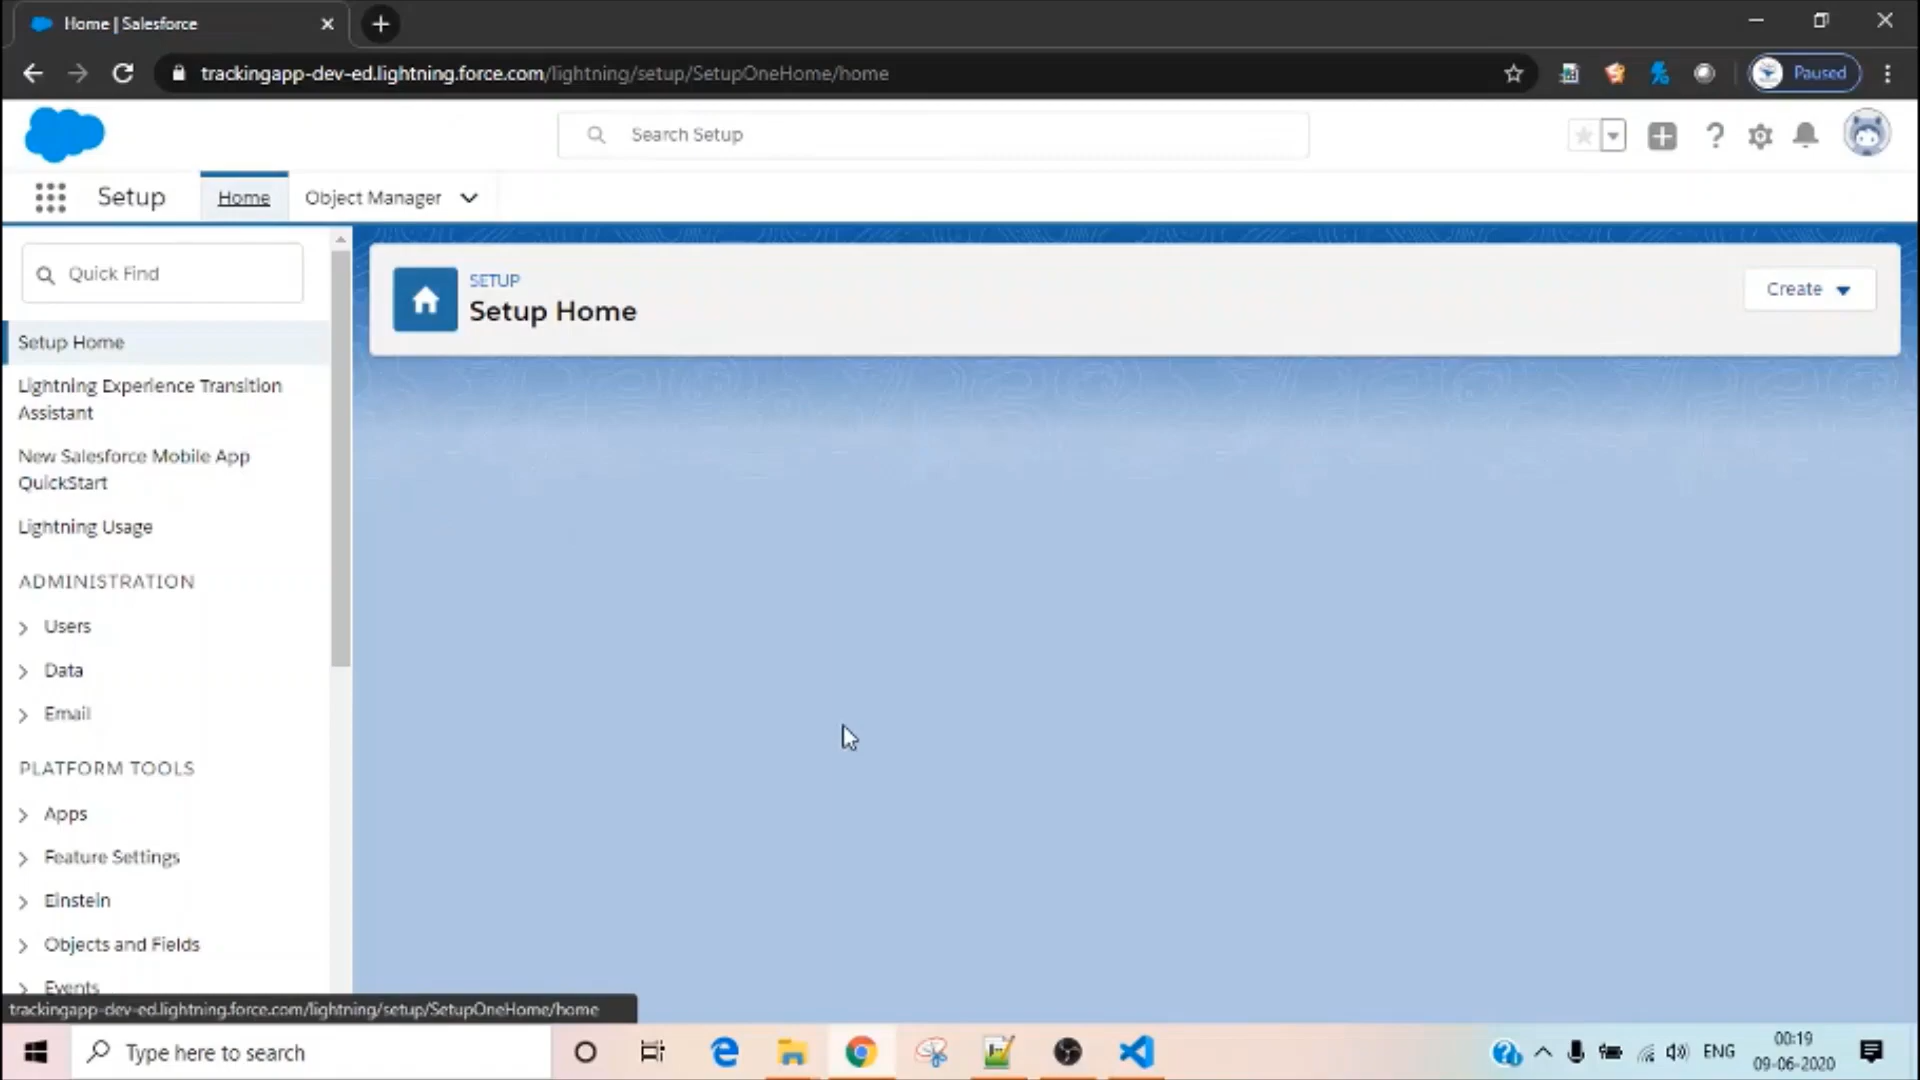 Home | Salesforce
trackingapp-dev-ed.lightning.force.com/lightning/setup/SetupOneHome/home
Paused
Search Setup
Setup
Home
Object Manager
Quick Find
Setup Home
Lightning Experience Transition
Assistant
New Salesforce Mobile App
QuickStart
Lightning Usage
ADMINISTRATION
Users
Data
Email
PLATFORM TOOLS
Apps
Feature Settings
Einstein
Objects and Fields
Events
SETUP
Setup Home
Create
trackingapp-dev-ed.lightning.force.com/lightning/setup/SetupOneHome/home
Type here to search
ENG
00:19
09-06-2020